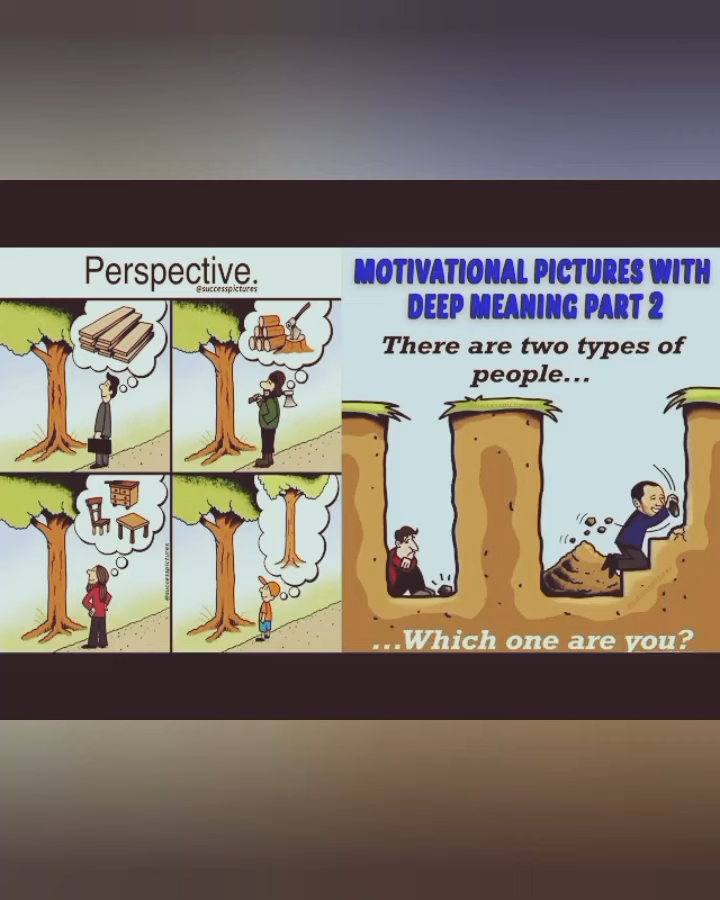 Perspective.
@successpictures
@successpictures
MOTIVATIONAL PICTURES WITH
DEEP MEANING PART 2
There are two types of
people...
...Which one are you?